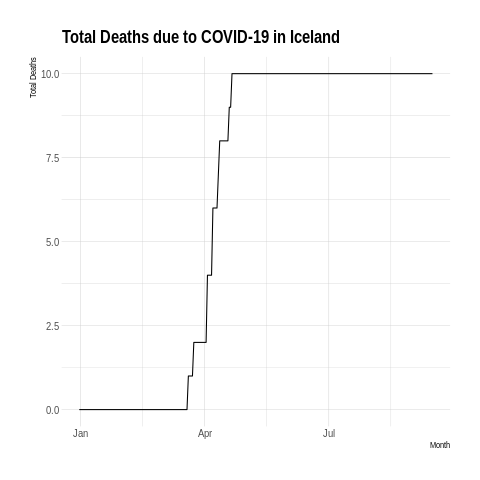 Total Deaths due to COVID-19 in Iceland
Total Deaths
10.0
7.5
5.0
2.5
0.0
Jan Apr Jul
Month